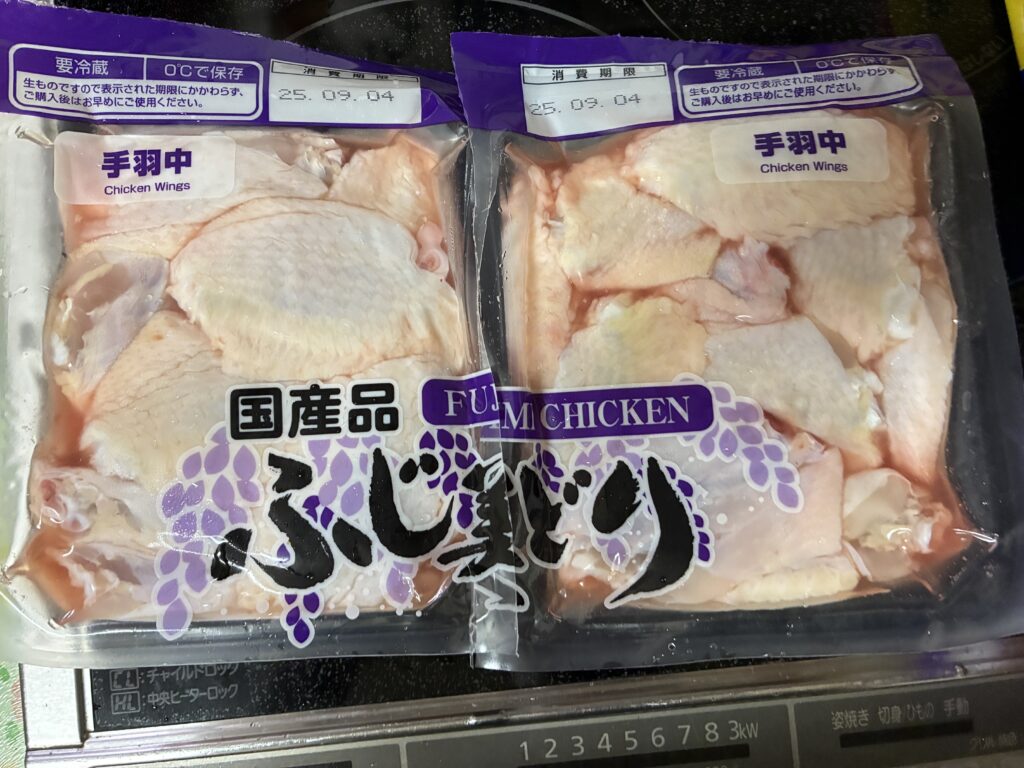 要冷蔵 0℃で保存
生ものですので表示された期限にかかわらず、
ご購入後はお早めにご使用ください。
消費期限
25.09.04
手羽中
Chicken Wings
要冷蔵 0℃で保存
生ものですので表示された期限にかかわらず、
ご購入後はお早めにご使用ください。
消費期限
25.09.04
手羽中
Chicken Wings
国産品
FUJIMI CHICKEN
ふじ美どり
CL:チャイルドロック
HL:中央ヒーターロック
1 2 3 4 5 6 7 8 3kW
姿焼き 切身 ひもの 手動